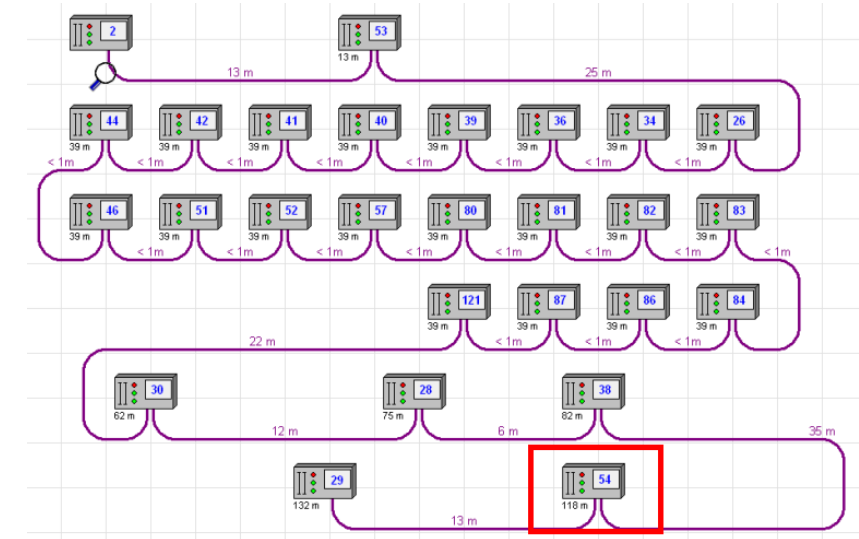 2 53
13 m
13 m 25 m
44 42 41 40 39 36 34 26
39 m 39 m 39 m 39 m 39 m 39 m 39 m 39 m
< 1m < 1m < 1m < 1m < 1m < 1m < 1m < 1m
46 51 52 57 80 81 82 83
39 m 39 m 39 m 39 m 39 m 39 m 39 m 39 m
< 1m < 1m < 1m < 1m < 1m < 1m < 1m < 1m
121 87 86 84
39 m 39 m 39 m 39 m
22 m < 1m < 1m < 1m
30 28 38
62 m 75 m 82 m
12 m 6 m 35 m
29 54
132 m 118 m
13 m